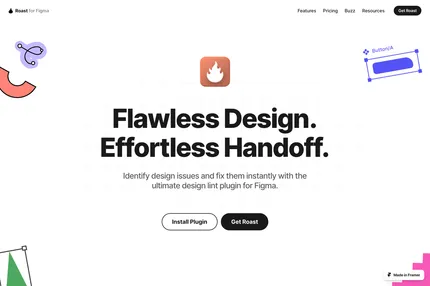 Roast for Figma
Features
Pricing
Buzz
Resources
Get Roast
Button/A
Flawless Design.
Effortless Handoff.
Identify design issues and fix them instantly with the
ultimate design lint plugin for Figma.
Install Plugin
Get Roast
Made in Framer